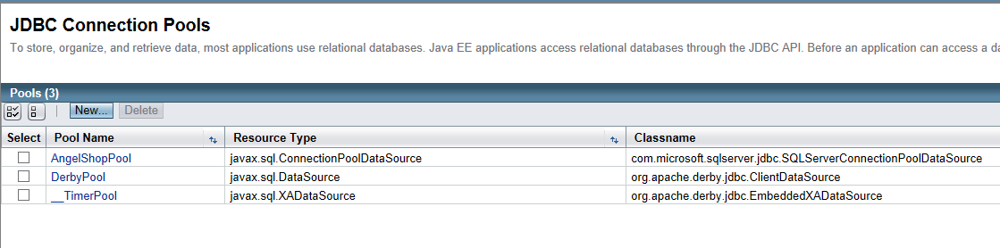 JDBC Connection Pools
To store, organize, and retrieve data, most applications use relational databases. Java EE applications access relational databases through the JDBC API. Before an application can access a da
Pools (3)
New... Delete
Select Pool Name Resource Type Classname
AngelShopPool javax.sql.ConnectionPoolDataSource com.microsoft.sqlserver.jdbc.SQLServerConnectionPoolDataSource
DerbyPool javax.sql.DataSource org.apache.derby.jdbc.ClientDataSource
__TimerPool javax.sql.XADataSource org.apache.derby.jdbc.EmbeddedXADataSource